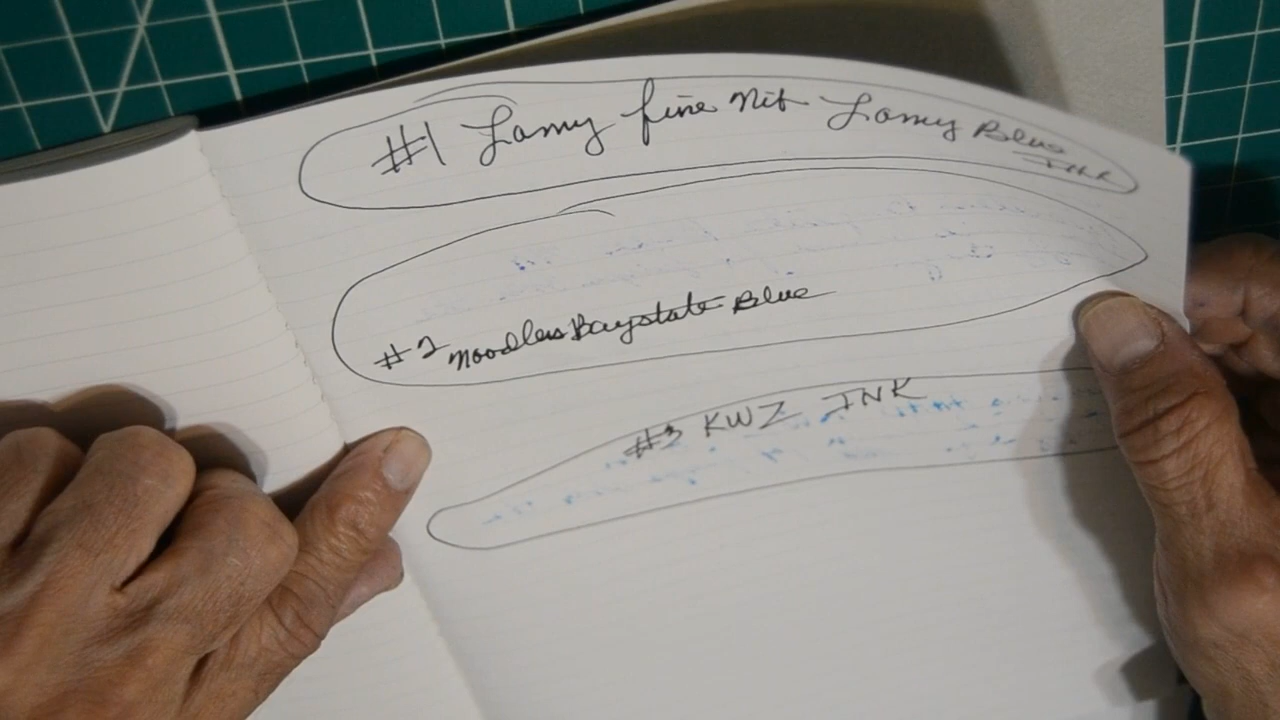 #1 Lamy fine Nib Lamy Blue Ink
#2 Noodlers Baystate Blue
#3 KWZ INK